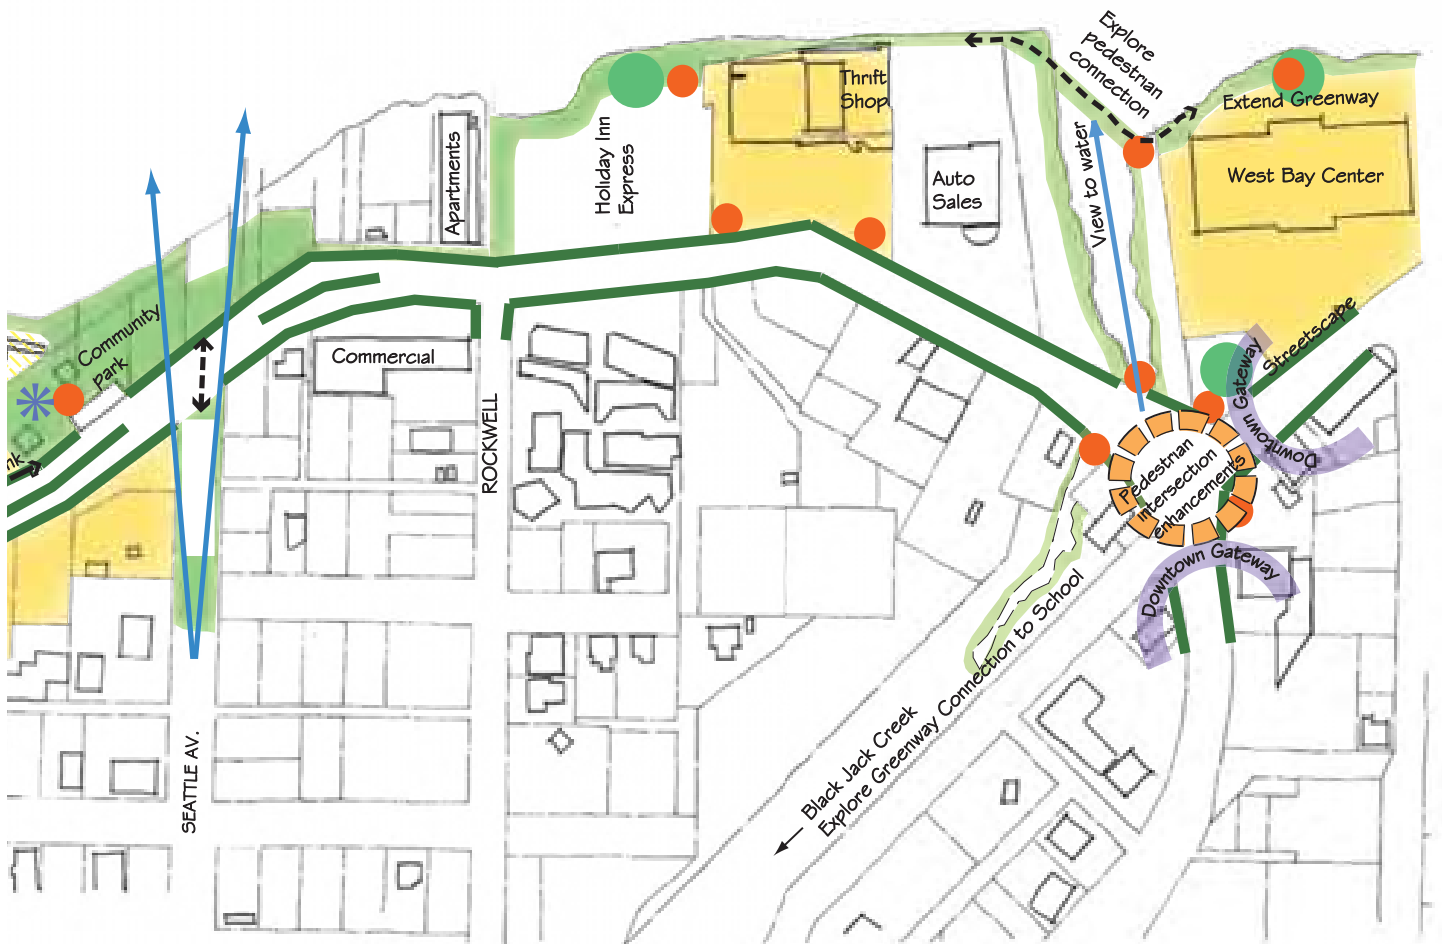 Explore
pedestrian
connection
Thrift
Shop
Extend Greenway
West Bay Center
Holiday Inn
Express
Apartments
Auto
Sales
View to water
Community
park
Commercial
ROCKWELL
Streetscape
Downtown Gateway
Pedestrian
intersection
enhancements
nk
Downtown Gateway
Black Jack Creek
Explore Greenway Connection to School
SEATTLE AV.